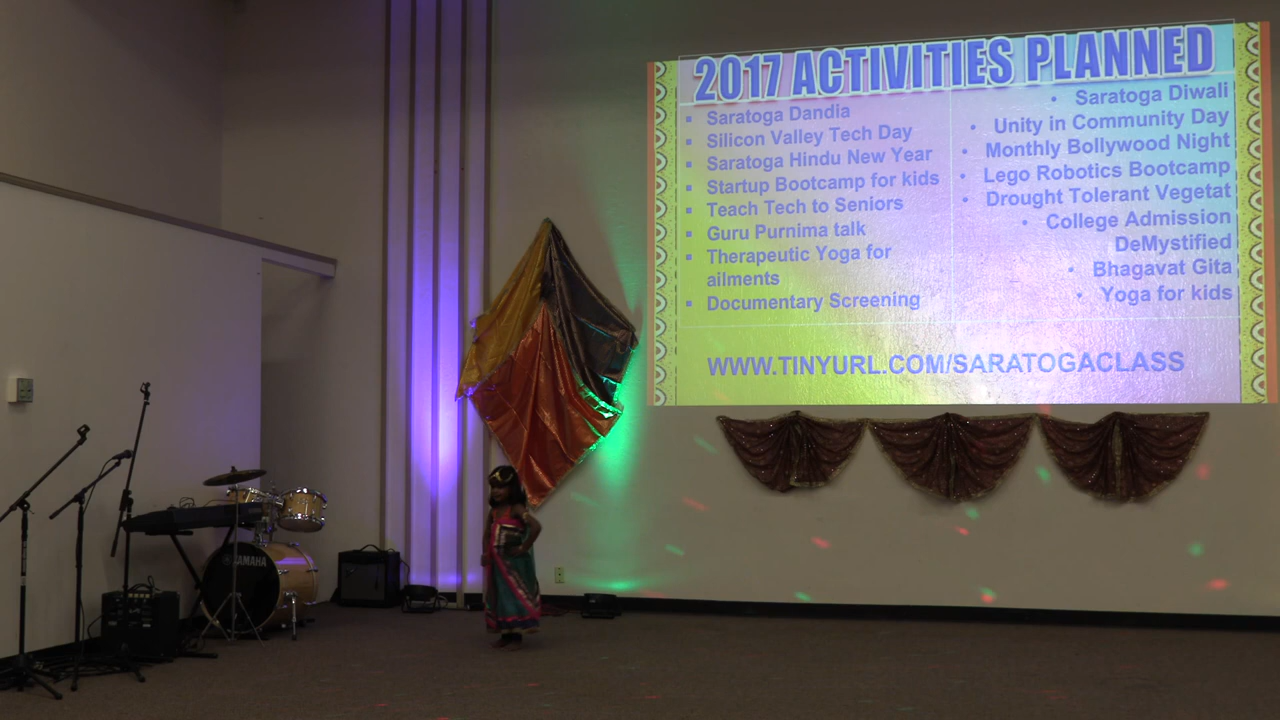 2017 ACTIVITIES PLANNED
▪ Saratoga Dandia
▪ Silicon Valley Tech Day
▪ Saratoga Hindu New Year
▪ Startup Bootcamp for kids
▪ Teach Tech to Seniors
▪ Guru Purnima talk
▪ Therapeutic Yoga for
ailments
▪ Documentary Screening
• Saratoga Diwali
• Unity in Community Day
• Monthly Bollywood Night
• Lego Robotics Bootcamp
• Drought Tolerant Vegetat
• College Admission
DeMystified
• Bhagavat Gita
• Yoga for kids
WWW.TINYURL.COM/SARATOGACLASS
YAMAHA